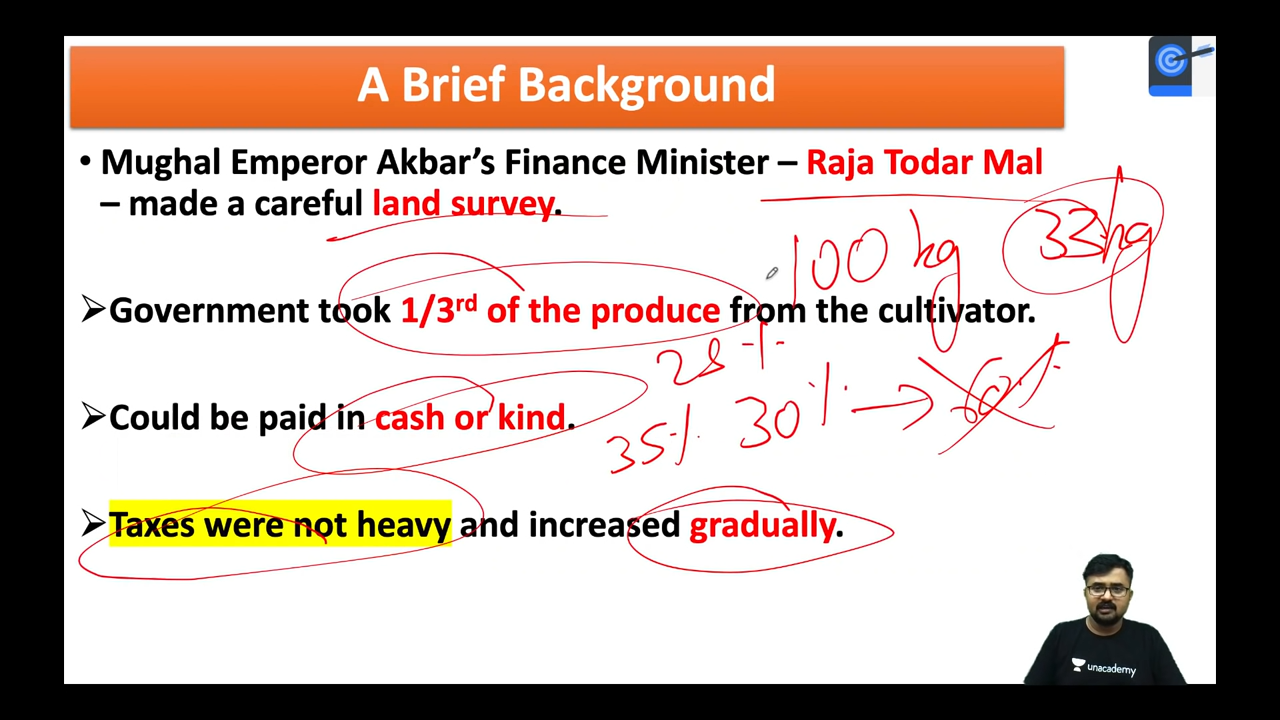 A Brief Background
• Mughal Emperor Akbar’s Finance Minister – Raja Todar Mal
– made a careful land survey.
100 kg 33 kg
➢Government took 1/3rd of the produce from the cultivator.
28 %
➢Could be paid in cash or kind.
35% 30% → 60%
➢Taxes were not heavy and increased gradually.
unacademy